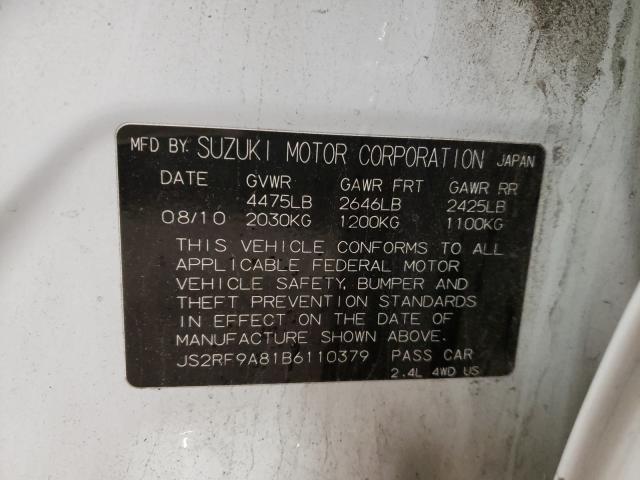 MFD BY SUZUKI MOTOR CORPORATION JAPAN
DATE GVWR GAWR FRT GAWR RR
4475LB 2646LB 2425LB
08/10 2030KG 1200KG 1100KG
THIS VEHICLE CONFORMS TO ALL
APPLICABLE FEDERAL MOTOR
VEHICLE SAFETY, BUMPER AND
THEFT PREVENTION STANDARDS
IN EFFECT ON THE DATE OF
MANUFACTURE SHOWN ABOVE.
JS2RF9A81B6110379 PASS CAR
2.4L 4WD US